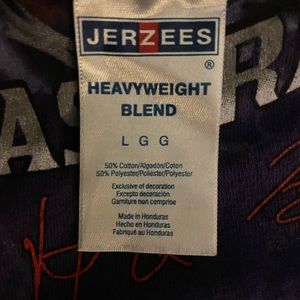 JERZEES
®
HEAVYWEIGHT
BLEND
L G G
50% Cotton/Algodón/Coton
50% Polyester/Poliéster/Polyester
Exclusive of decoration
Excepto decoración
Garniture non comprise
Made in Honduras
Hecho en Honduras
Fabriqué au Honduras